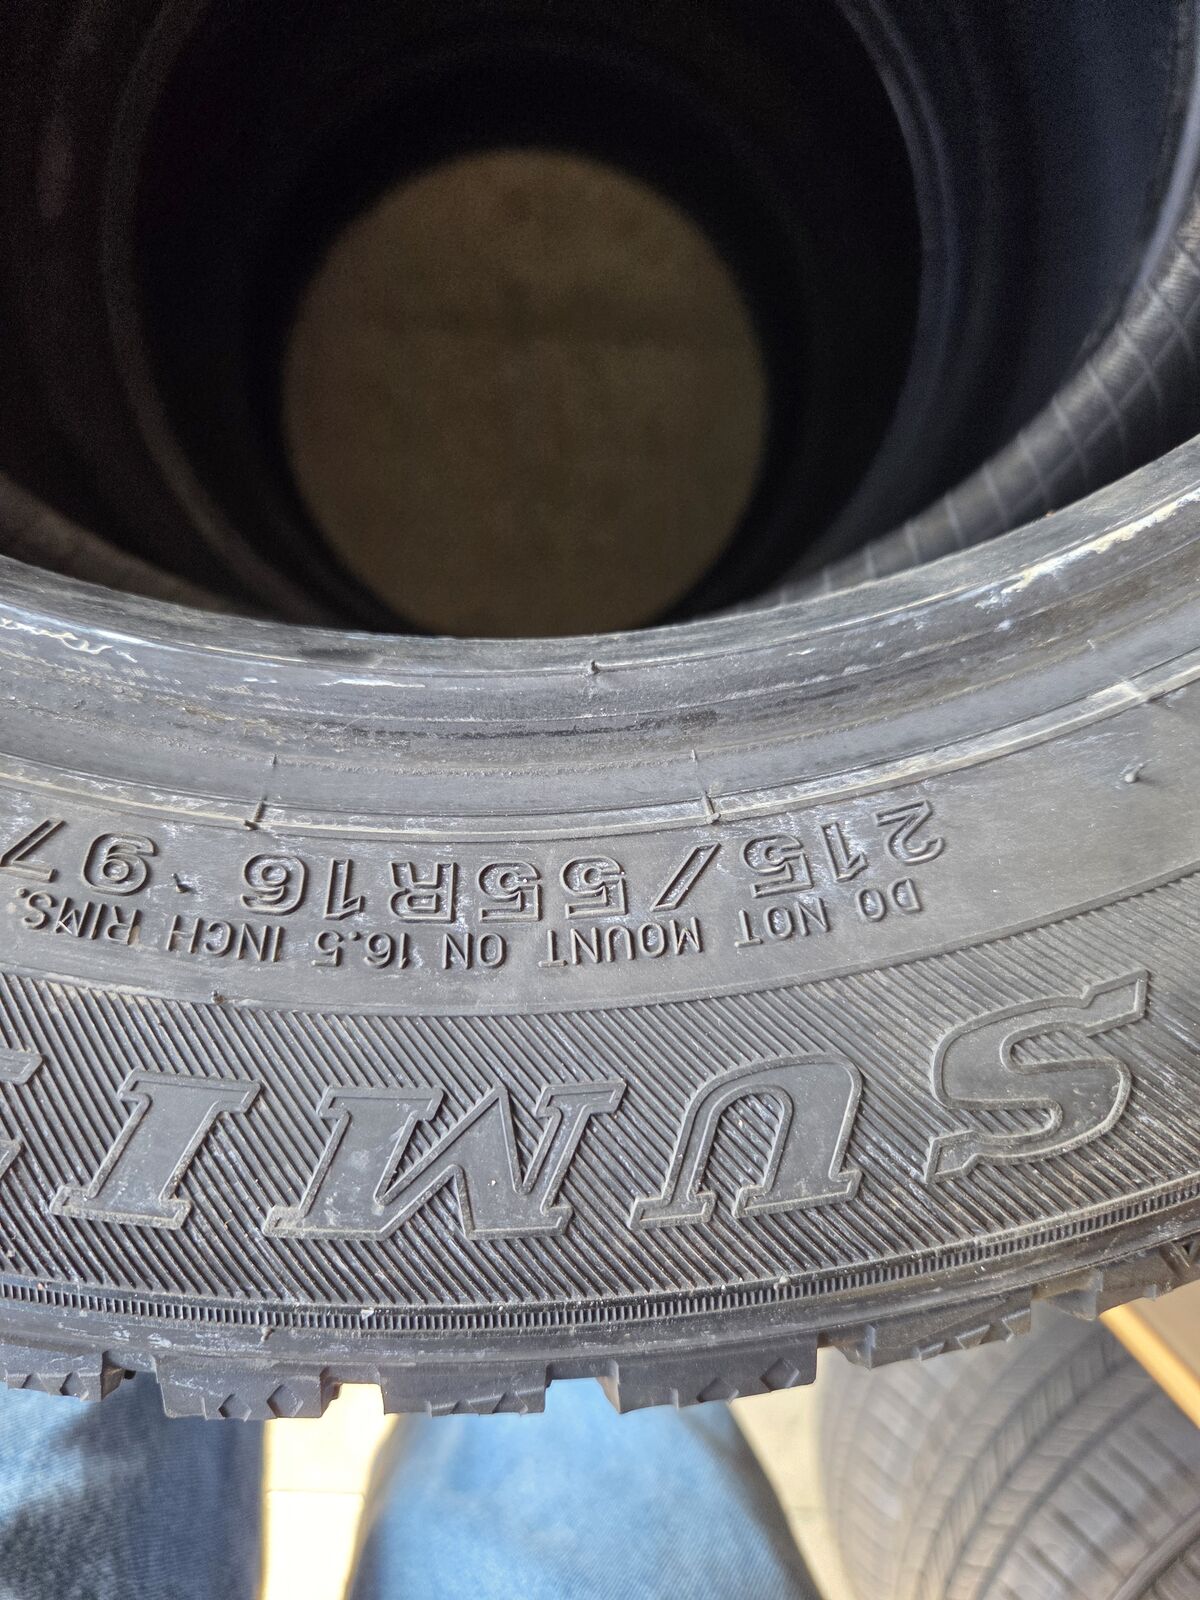 SUMI
DO NOT MOUNT ON 16.5 INCH RIMS.
215/55R16 97